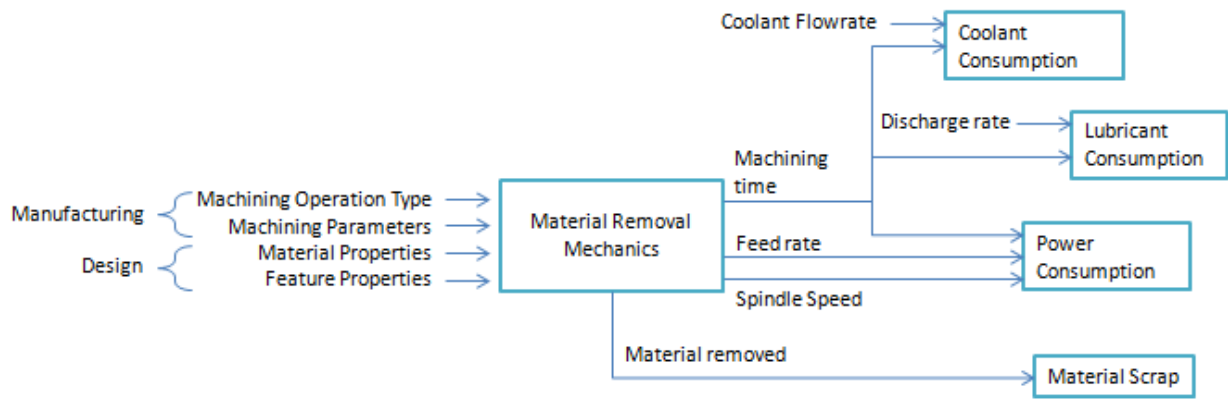 Coolant Flowrate
Coolant
Consumption
Discharge rate
Lubricant
Consumption
Machining
time
Manufacturing
Machining Operation Type
Machining Parameters
Design
Material Properties
Feature Properties
Material Removal
Mechanics
Feed rate
Spindle Speed
Power
Consumption
Material removed
Material Scrap